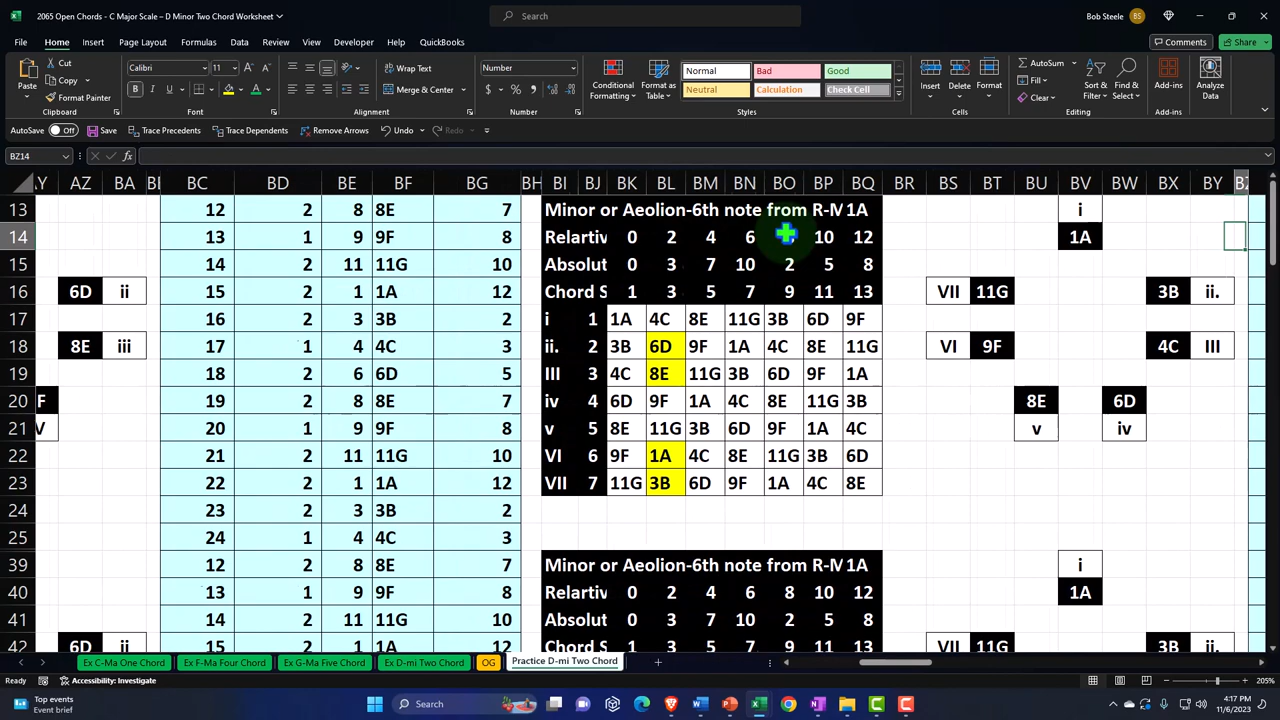 2065 Open Chords - C Major Scale – D Minor Two Chord Worksheet
Search
Bob Steele BS
File Home Insert Page Layout Formulas Data Review View Developer Help QuickBooks
Comments Share
Paste Cut Copy Format Painter
Calibri 11
Wrap Text Merge & Center
Number
Conditional Formatting Format as Table
Normal Bad Good
Neutral Calculation Check Cell
Insert Delete Format
AutoSum Fill Clear
Sort & Filter Find & Select
Add-ins
Analyze Data
Clipboard Font Alignment Number Styles Cells Editing Add-ins
AutoSave Off Save Trace Precedents Trace Dependents Remove Arrows Undo Redo
BZ14 fx
AY AZ BA BC BD BE BF BG BH BI BJ BK BL BM BN BO BP BQ BR BS BT BU BV BW BX BY BZ
13 12 2 8 8E 7 Minor or Aeolion-6th note from R-IV 1A i
14 13 1 9 9F 8 Relartiv 0 2 4 6 10 12 1A
15 14 2 11 11G 10 Absolut 0 3 7 10 2 5 8
16 6D ii 15 2 1 1A 12 Chord S 1 3 5 7 9 11 13 VII 11G 3B ii.
17 16 2 3 3B 2 i 1 1A 4C 8E 11G 3B 6D 9F
18 8E iii 17 1 4 4C 3 ii. 2 3B 6D 9F 1A 4C 8E 11G VI 9F 4C III
19 18 2 6 6D 5 III 3 4C 8E 11G 3B 6D 9F 1A
20 F 19 2 8 8E 7 iv 4 6D 9F 1A 4C 8E 11G 3B 8E 6D
21 V 20 1 9 9F 8 v 5 8E 11G 3B 6D 9F 1A 4C v iv
22 21 2 11 11G 10 VI 6 9F 1A 4C 8E 11G 3B 6D
23 22 2 1 1A 12 VII 7 11G 3B 6D 9F 1A 4C 8E
24 23 2 3 3B 2
25 24 1 4 4C 3
39 12 2 8 8E 7 Minor or Aeolion-6th note from R-IV 1A i
40 13 1 9 9F 8 Relartiv 0 2 4 6 8 10 12 1A
41 14 2 11 11G 10 Absolut 0 3 7 10 2 5 8
42 6D ii 15 2 1 1A 12 Chord S 1 3 5 7 9 11 13 VII 11G 3B ii.
Ex C-Ma One Chord Ex F-Ma Four Chord Ex G-Ma Five Chord Ex D-mi Two Chord OG Practice D-mi Two Chord
Ready Accessibility: Investigate 205%
Top events
Event brief
Search
4:17 PM
11/6/2023